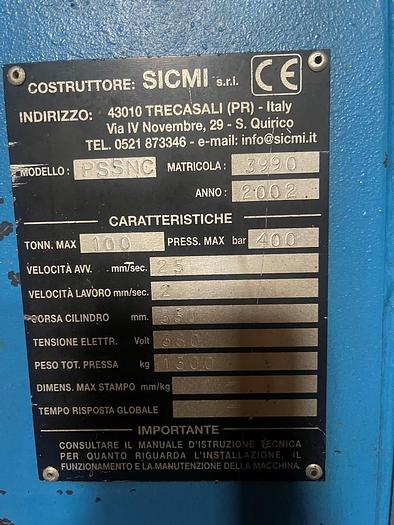 COSTRUTTORE: SICMI s.r.l. CE
INDIRIZZO: 43010 TRECASALI (PR) - Italy
Via IV Novembre, 29 - S. Quirico
TEL. 0521 873346 - e-mail: info@sicmi.it
MODELLO: PSSNC MATRICOLA: 3990
ANNO: 2002
CARATTERISTICHE
TONN. MAX 100 PRESS. MAX bar 400
VELOCITÀ AVV. mm/sec. 25
VELOCITÀ LAVORO mm/sec. 2
CORSA CILINDRO mm.
TENSIONE ELETTR. Volt 380
PESO TOT. PRESSA kg 1300
DIMENS. MAX STAMPO mm/kg
TEMPO RISPOSTA GLOBALE
IMPORTANTE
CONSULTARE IL MANUALE D'ISTRUZIONE TECNICA
PER QUANTO RIGUARDA L'INSTALLAZIONE, IL
FUNZIONAMENTO E LA MANUTENZIONE DELLA MACCHINA.